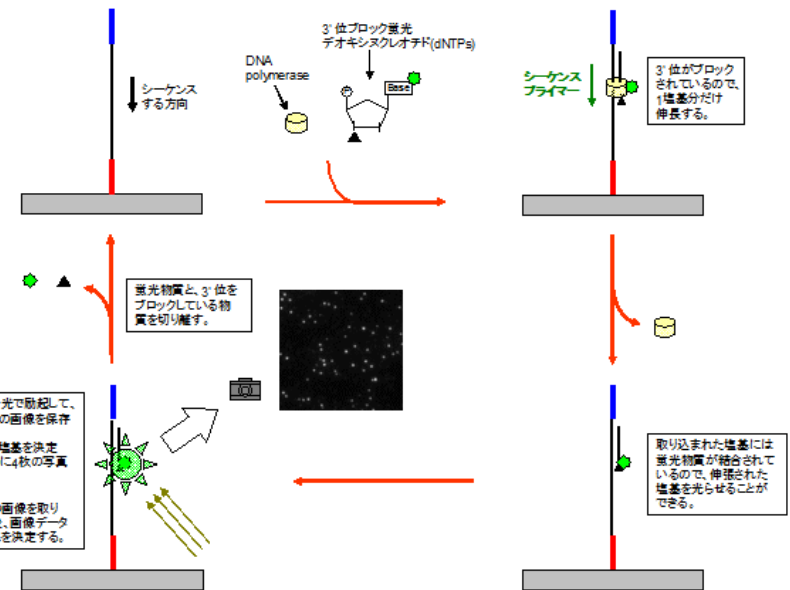 3' 位ブロック蛍光
デオキシヌクレオチド(dNTPs)
DNA
polymerase
P
Base
シーケンス
する方向
シーケンス
プライマー
3' 位がブロック
されているので、
1塩基分だけ
伸長する。
蛍光物質と、3' 位を
ブロックしている物
質を切り離す。
光で励起して、
の画像を保存
塩基を決定
に4枚の写真
の画像を取り
、画像データ
を決定する。
取り込まれた塩基には
蛍光物質が結合されて
いるので、伸張された
塩基を光らせることが
できる。